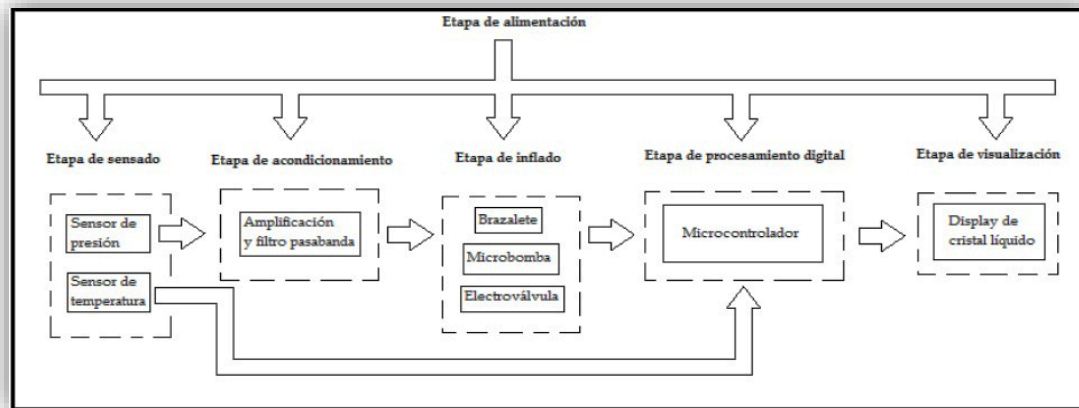 Etapa de alimentación
Etapa de sensado
Etapa de acondicionamiento
Etapa de inflado
Etapa de procesamiento digital
Etapa de visualización
Sensor de
presión
Sensor de
temperatura
Amplificación
y filtro pasabanda
Brazalete
Microbomba
Electroválvula
Microcontrolador
Display de
cristal líquido